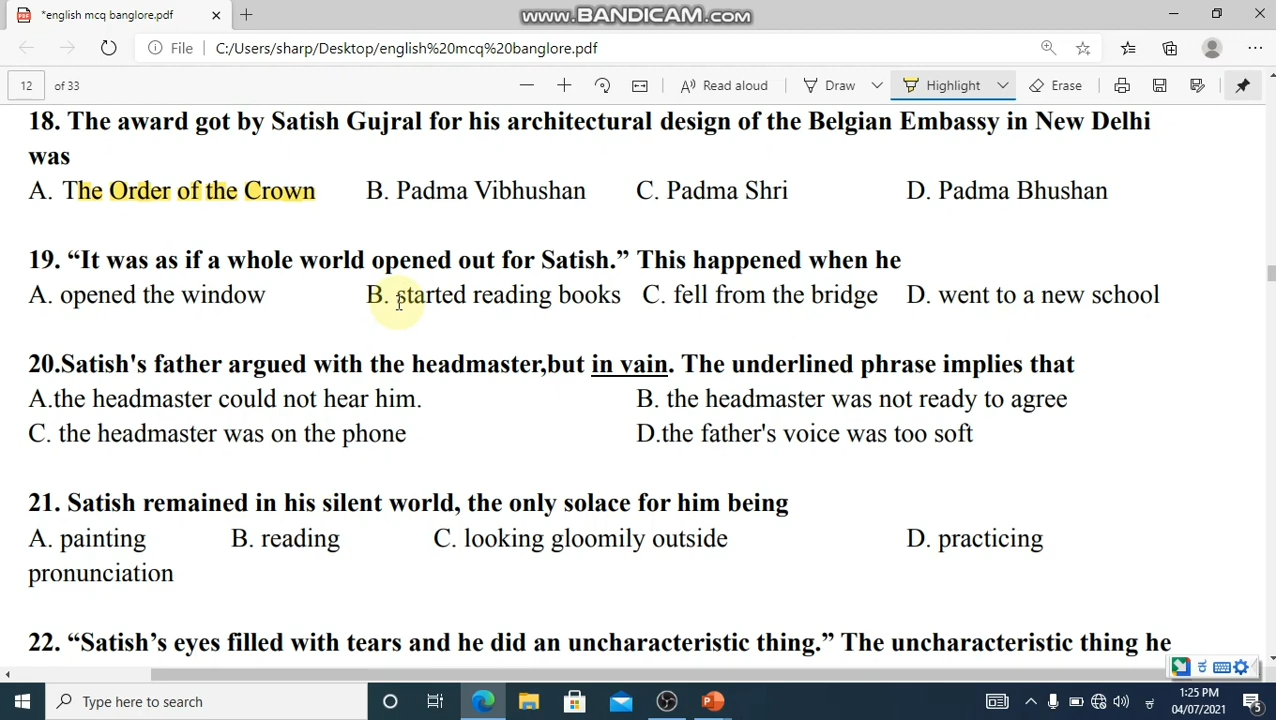 *english mcq banglore.pdf
www.BANDICAM.com
File | C:/Users/sharp/Desktop/english%20mcq%20banglore.pdf
12 of 33 Read aloud Draw Highlight Erase
18. The award got by Satish Gujral for his architectural design of the Belgian Embassy in New Delhi
was
A. The Order of the Crown B. Padma Vibhushan C. Padma Shri D. Padma Bhushan
19. “It was as if a whole world opened out for Satish.” This happened when he
A. opened the window B. started reading books C. fell from the bridge D. went to a new school
20.Satish's father argued with the headmaster,but in vain. The underlined phrase implies that
A.the headmaster could not hear him. B. the headmaster was not ready to agree
C. the headmaster was on the phone D.the father's voice was too soft
21. Satish remained in his silent world, the only solace for him being
A. painting B. reading C. looking gloomily outside D. practicing
pronunciation
22. “Satish’s eyes filled with tears and he did an uncharacteristic thing.” The uncharacteristic thing he
Type here to search
1:25 PM
04/07/2021
5